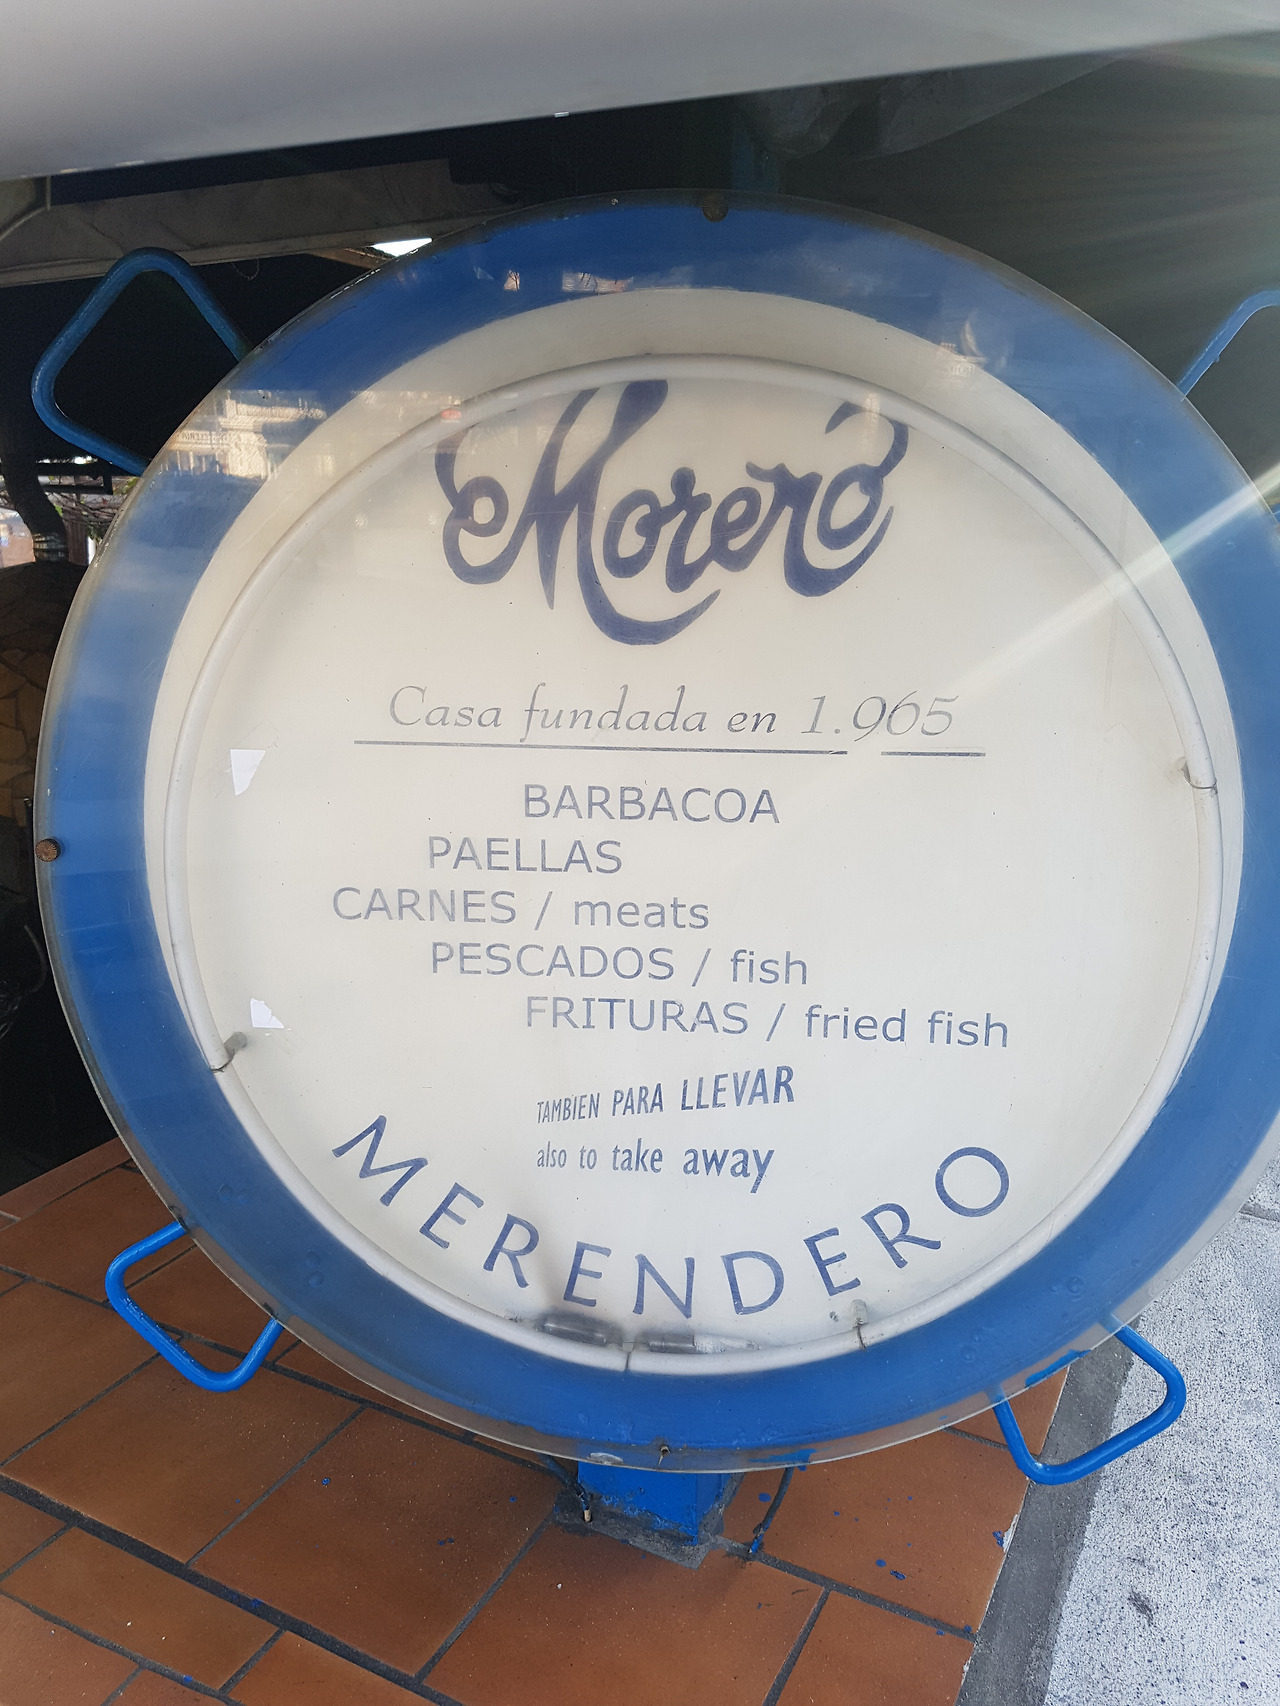 Morero
Casa fundada en 1.965
BARBACOA
PAELLAS
CARNES / meats
PESCADOS / fish
FRITURAS / fried fish
TAMBIEN PARA LLEVAR
also to take away
MERENDERO